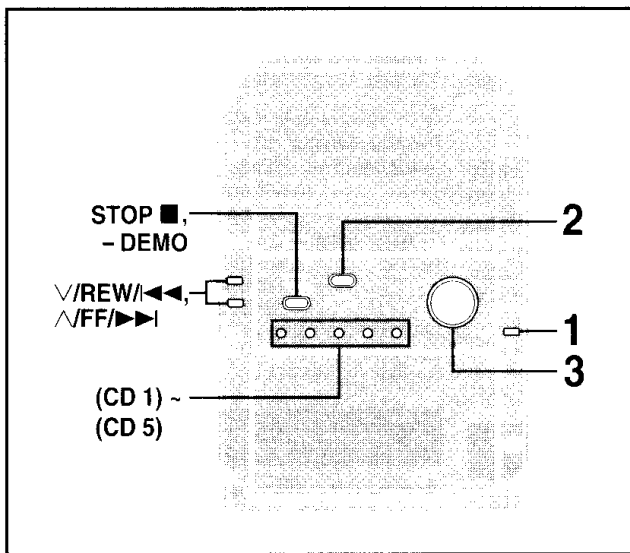 STOP ■,
– DEMO
2
∨/REW/I◀◀,
∧/FF/▶▶I
1
3
(CD 1) ~
(CD 5)